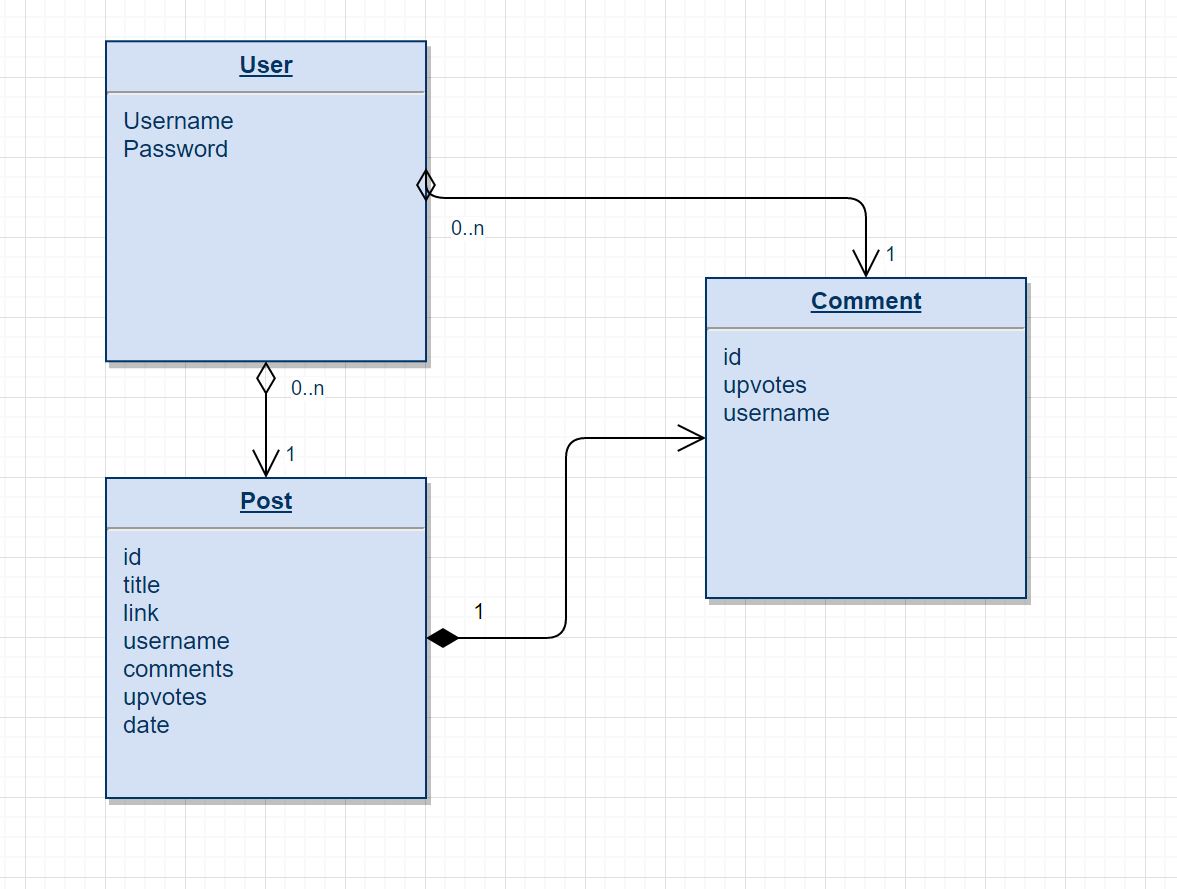 User
Username
Password
0..n
1
Comment
id
upvotes
username
0..n
1
Post
id
title
link
username
comments
upvotes
date
1